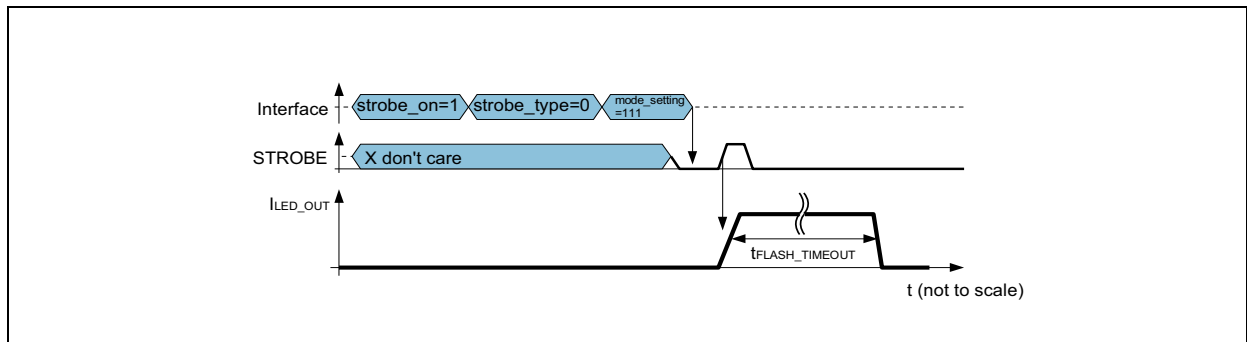 Interface
strobe_on=1
strobe_type=0
mode_setting
=111
STROBE
X don't care
ILED_OUT
tFLASH_TIMEOUT
t (not to scale)